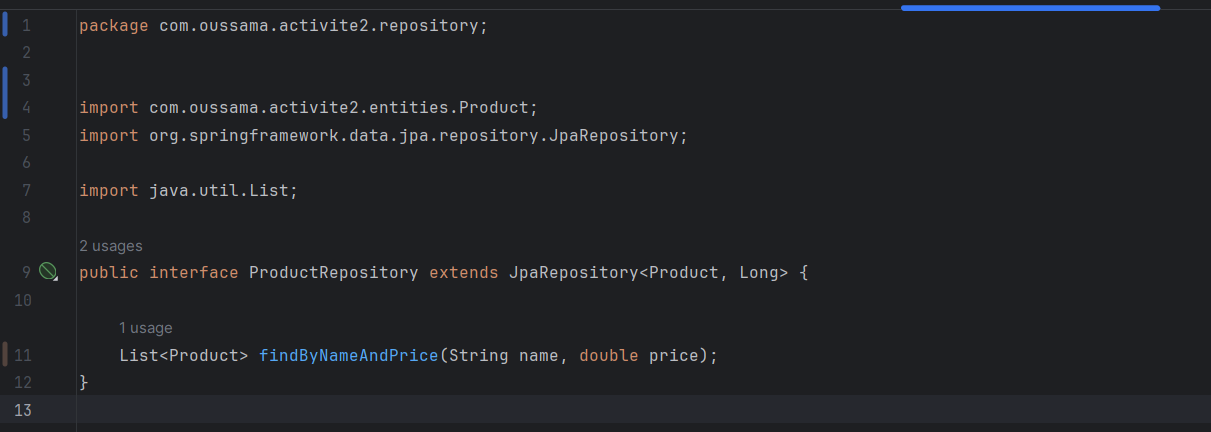 1 package com.oussama.activite2.repository;
2
3
4 import com.oussama.activite2.entities.Product;
5 import org.springframework.data.jpa.repository.JpaRepository;
6
7 import java.util.List;
8
2 usages
9 public interface ProductRepository extends JpaRepository<Product, Long> {
10
1 usage
11 List<Product> findByNameAndPrice(String name, double price);
12 }
13